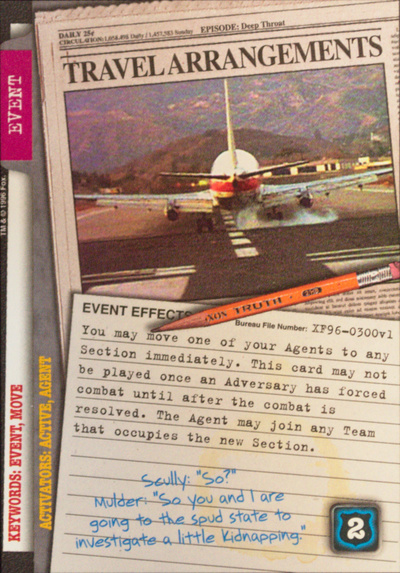 DAILY 25¢
EPISODE: Deep Throat
TRAVEL ARRANGEMENTS
EVENT
TM & © 1996 Fox.
KEYWORDS: EVENT, MOVE
ACTIVATORS: ACTIVE, AGENT
TRUTH
EVENT EFFECTS
Bureau File Number: XF96-0300v1
You may move one of your Agents to any
Section immediately. This card may not
be played once an Adversary has forced
combat until after the combat is
resolved. The Agent may join any Team
that occupies the new Section.
Scully: "So?"
Mulder: "So you and I are
going to the spud state to
investigate a little kidnapping."
2